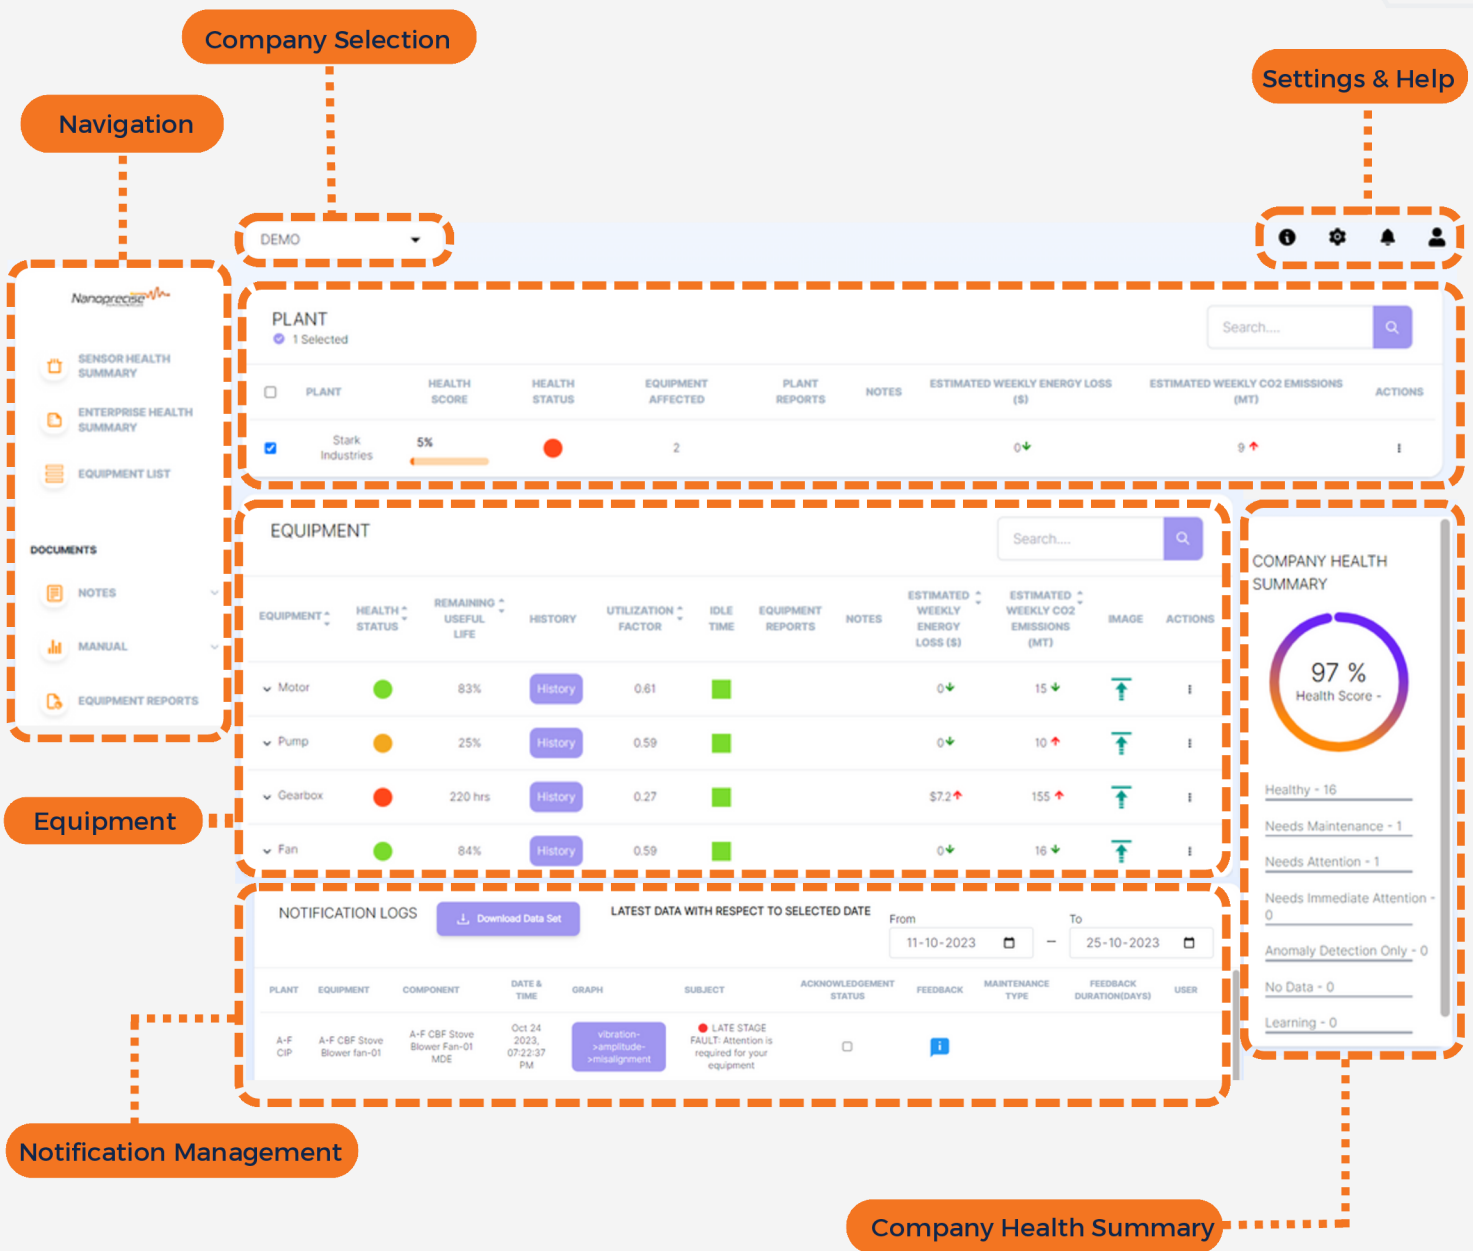 Company Selection
Settings & Help
Navigation
DEMO
Nanoprecise
SENSOR HEALTH
SUMMARY
ENTERPRISE HEALTH
SUMMARY
EQUIPMENT LIST
DOCUMENTS
NOTES
MANUAL
EQUIPMENT REPORTS
PLANT
1 Selected
Search....
PLANT
HEALTH
SCORE
HEALTH
STATUS
EQUIPMENT
AFFECTED
PLANT
REPORTS
NOTES
ESTIMATED WEEKLY ENERGY LOSS
($)
ESTIMATED WEEKLY CO2 EMISSIONS
(MT)
ACTIONS
Stark
Industries
5%
2
0
9
EQUIPMENT
Search....
EQUIPMENT
HEALTH
STATUS
REMAINING
USEFUL
LIFE
HISTORY
UTILIZATION
FACTOR
IDLE
TIME
EQUIPMENT
REPORTS
NOTES
ESTIMATED
WEEKLY
ENERGY
LOSS ($)
ESTIMATED
WEEKLY CO2
EMISSIONS
(MT)
IMAGE
ACTIONS
Motor 83% History 0.61 0 15
Pump 25% History 0.59 0 10
Gearbox 220 hrs History 0.27 $7.2 155
Fan 84% History 0.59 0 16
COMPANY HEALTH
SUMMARY
97 %
Health Score -
Healthy - 16
Needs Maintenance - 1
Needs Attention - 1
Needs Immediate Attention -
0
Anomaly Detection Only - 0
No Data - 0
Learning - 0
Equipment
NOTIFICATION LOGS
Download Data Set
LATEST DATA WITH RESPECT TO SELECTED DATE
From
11-10-2023
–
To
25-10-2023
PLANT
EQUIPMENT
COMPONENT
DATE &
TIME
GRAPH
SUBJECT
ACKNOWLEDGEMENT
STATUS
FEEDBACK
MAINTENANCE
TYPE
FEEDBACK
DURATION(DAYS)
USER
A-F
CIP
A-F CBF Stove
Blower fan-01
A-F CBF Stove
Blower Fan-01
MDE
Oct 24
2023,
07:22:37
PM
vibration-
>amplitude-
>misalignment
LATE STAGE
FAULT: Attention is
required for your
equipment
Notification Management
Company Health Summary